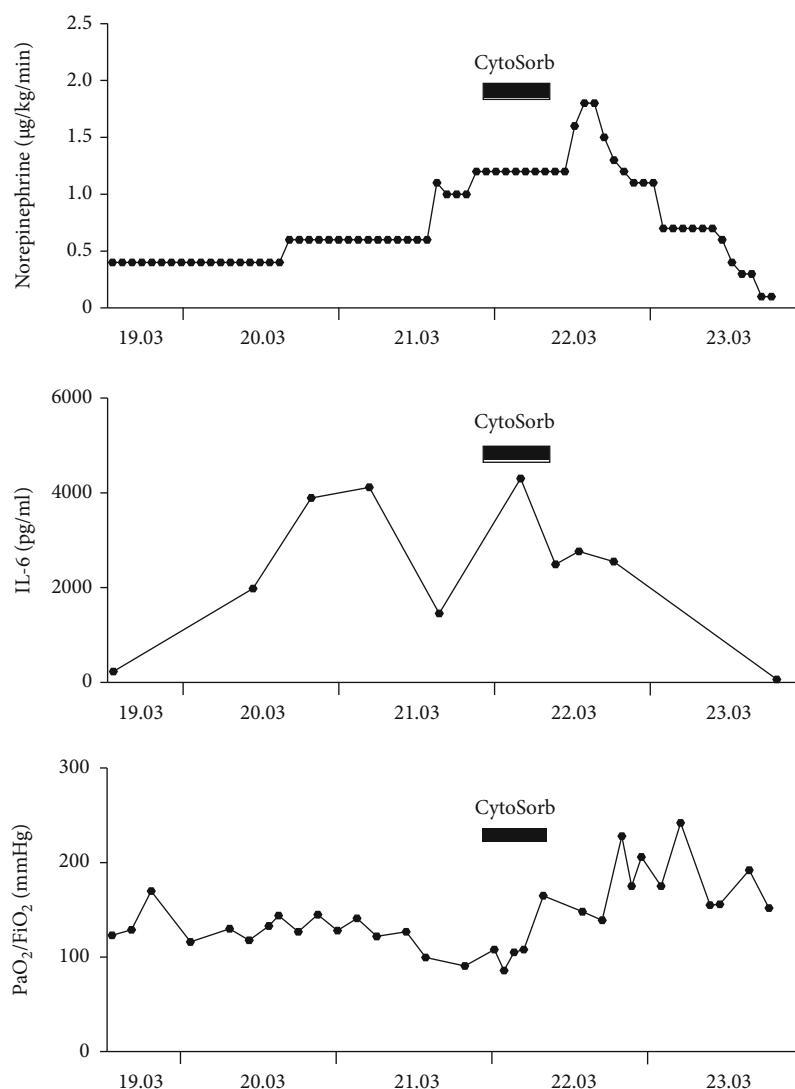 Norepinephrine (µg/kg/min)
2.5
2.0
1.5
1.0
0.5
0
CytoSorb
19.03 20.03 21.03 22.03 23.03
IL-6 (pg/ml)
6000
4000
2000
0
CytoSorb
19.03 20.03 21.03 22.03 23.03
PaO₂/FiO₂ (mmHg)
300
200
100
0
CytoSorb
19.03 20.03 21.03 22.03 23.03